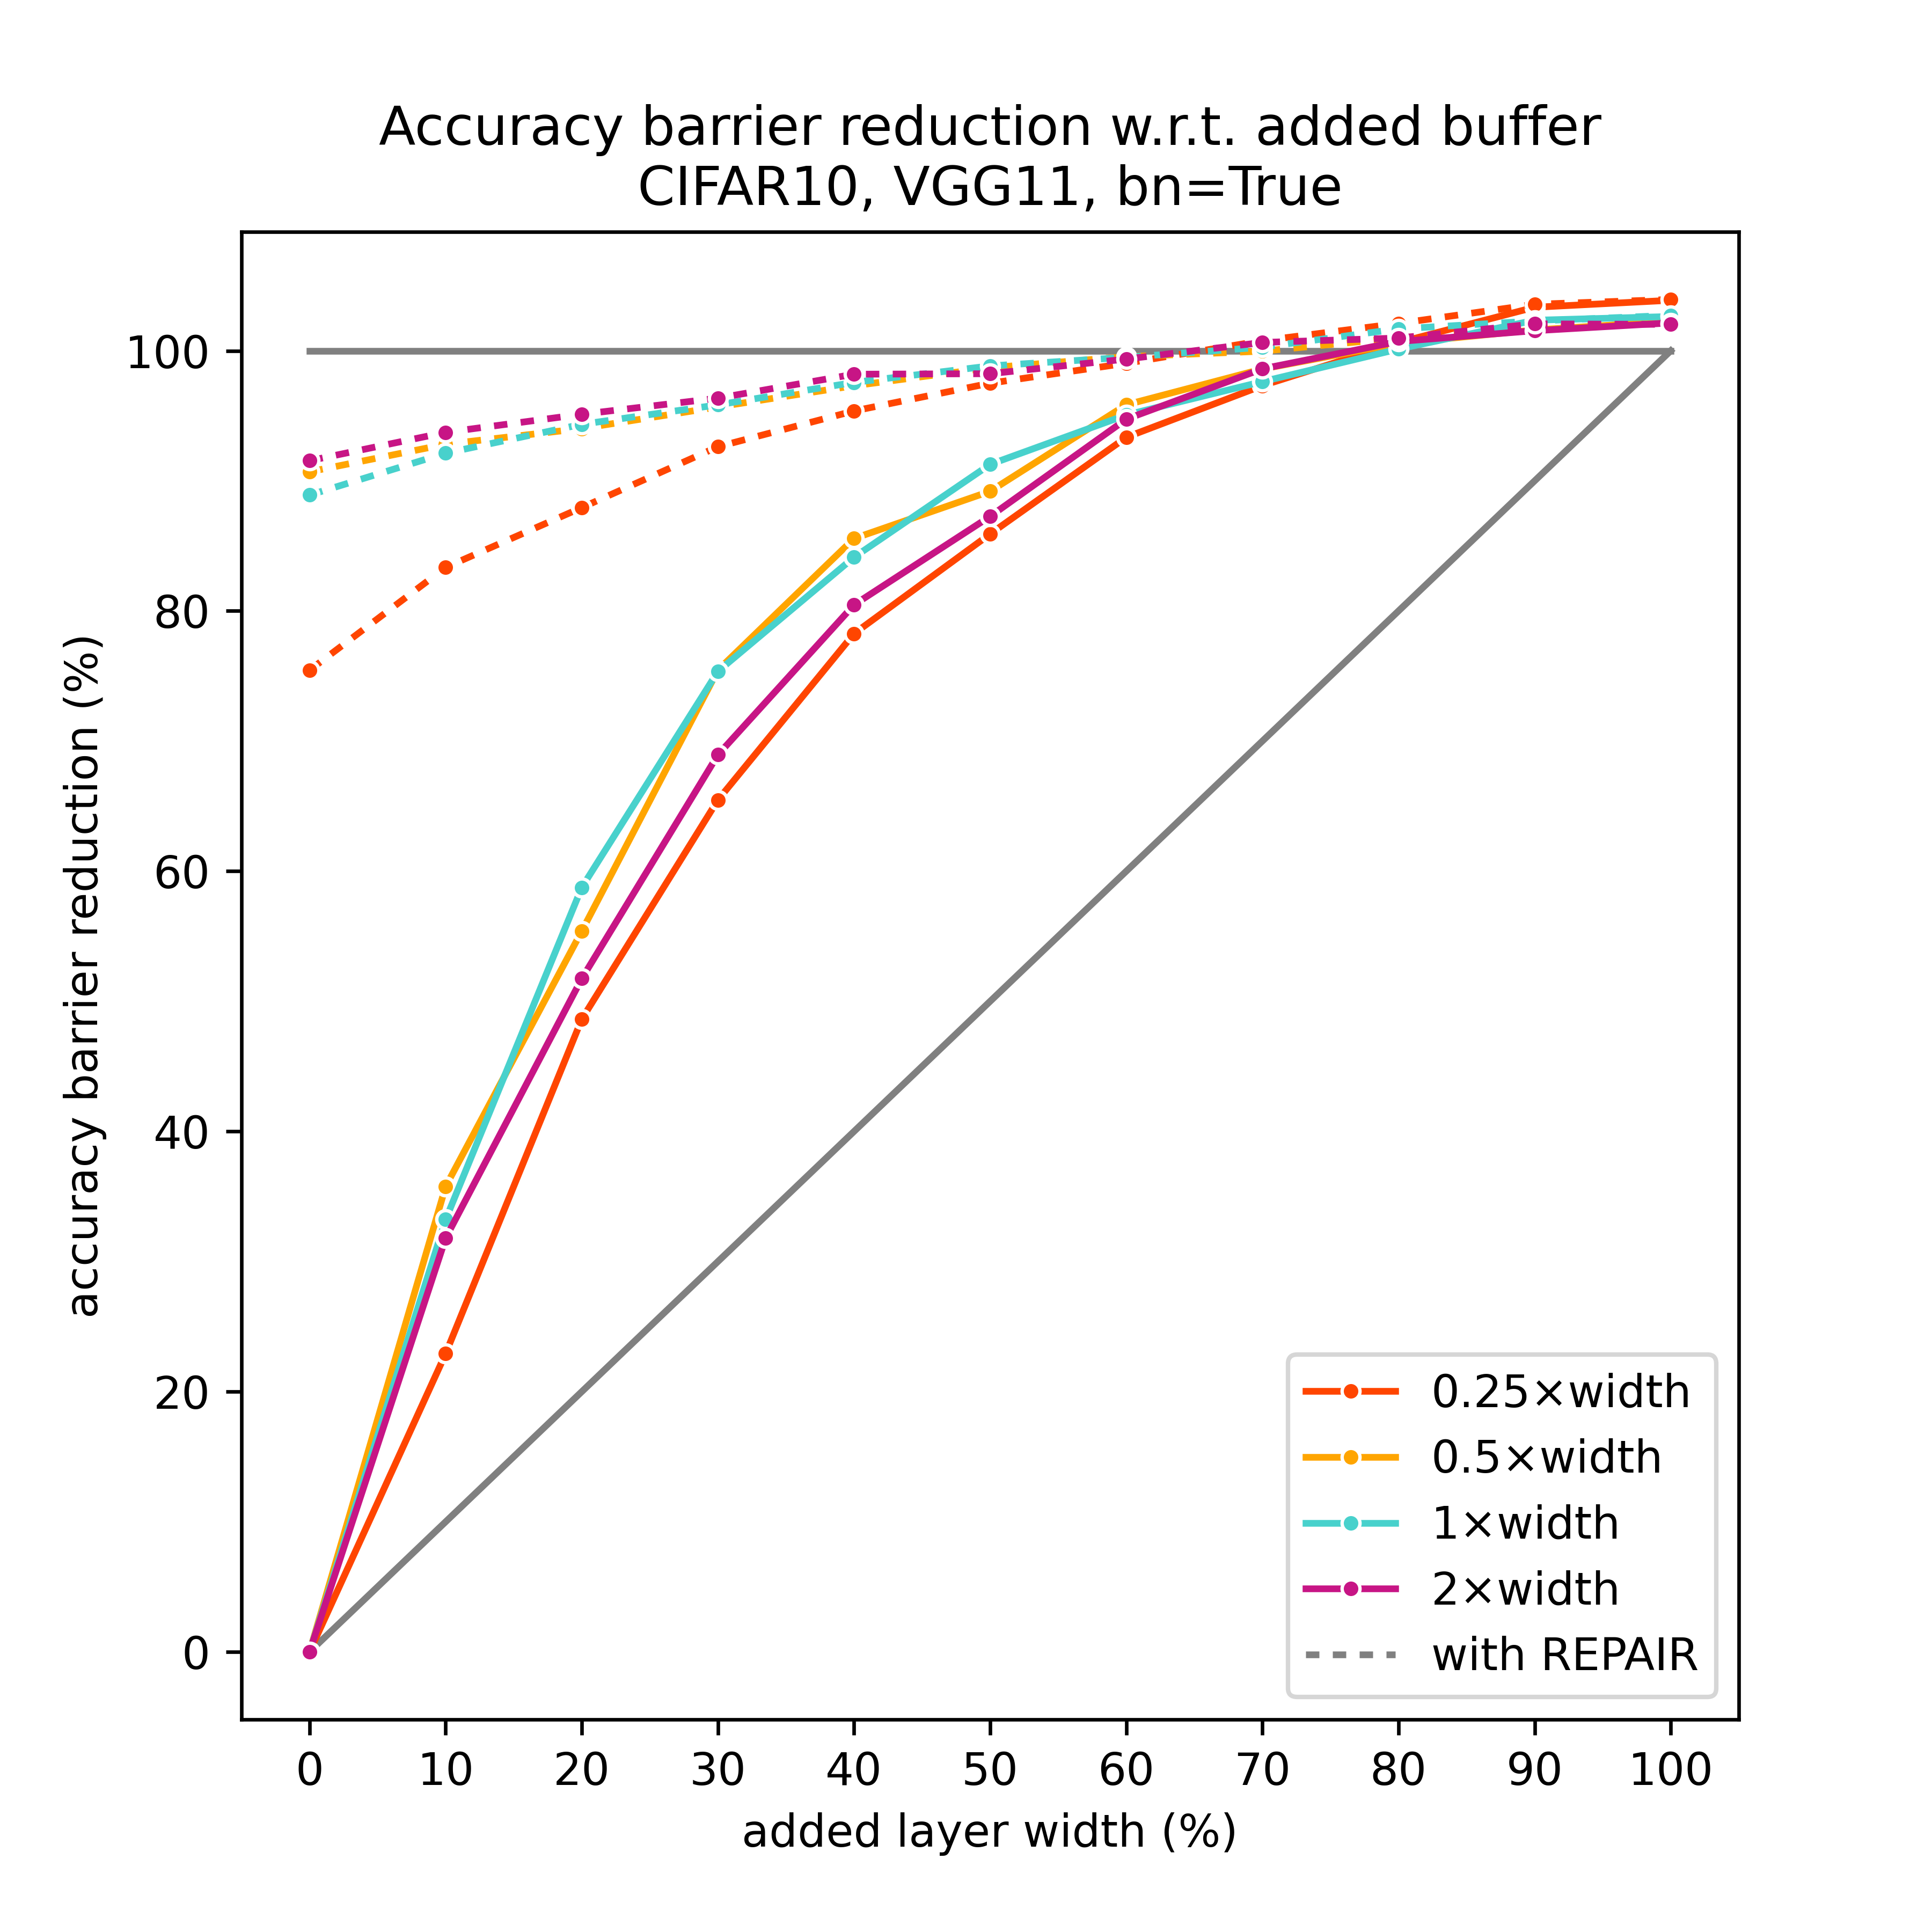 Accuracy barrier reduction w.r.t. added buffer
CIFAR10, VGG11, bn=True
accuracy barrier reduction (%)
100
80
60
40
20
0
0 10 20 30 40 50 60 70 80 90 100
added layer width (%)
0.25×width
0.5×width
1×width
2×width
with REPAIR